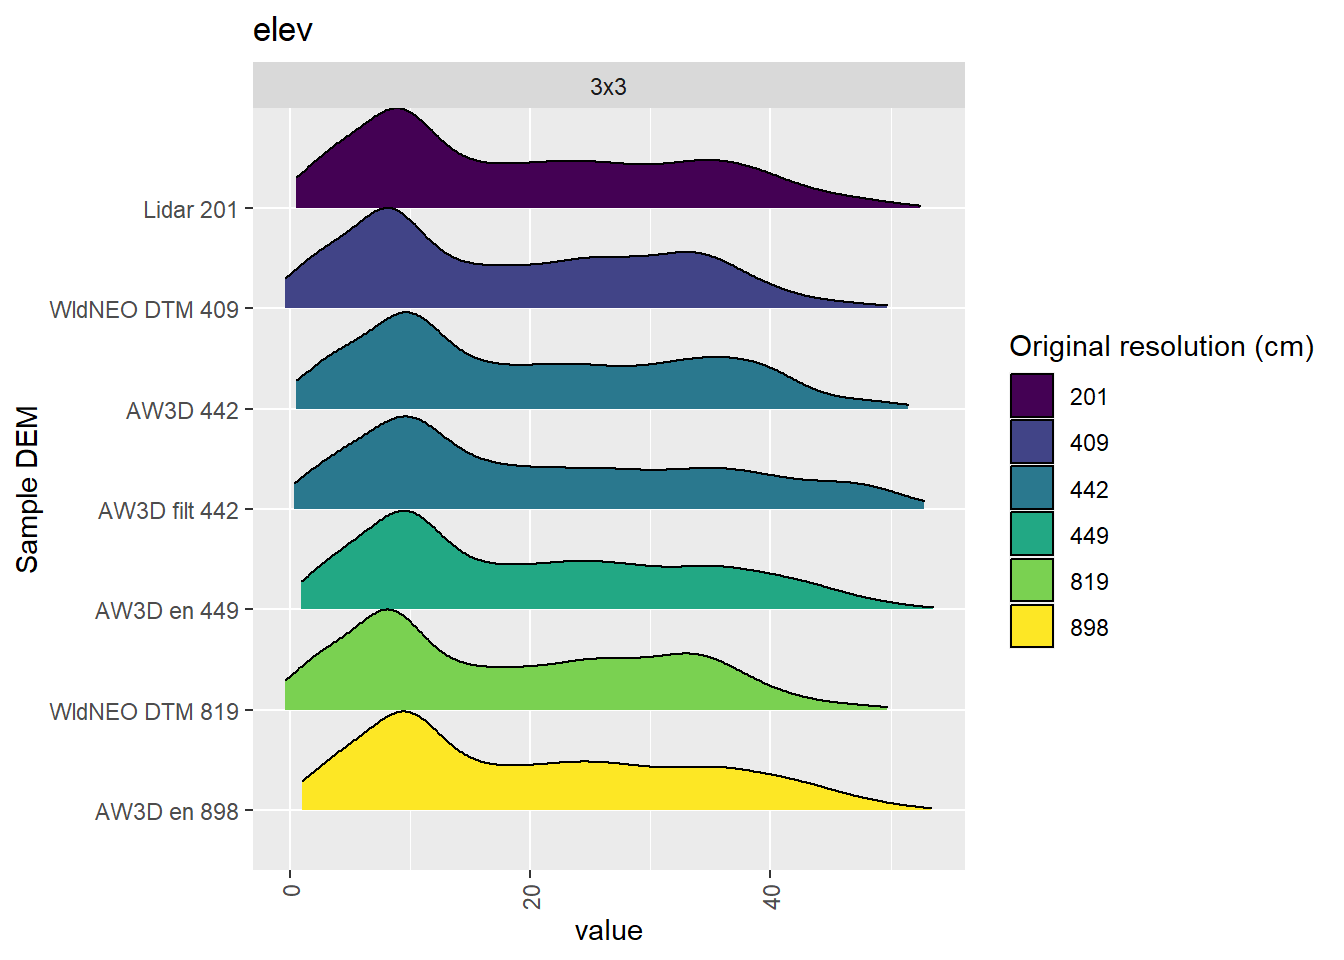 elev
3x3
Sample DEM
Lidar 201
WldNEO DTM 409
AW3D 442
AW3D filt 442
AW3D en 449
WldNEO DTM 819
AW3D en 898
0
20
40
value
Original resolution (cm)
201
409
442
449
819
898